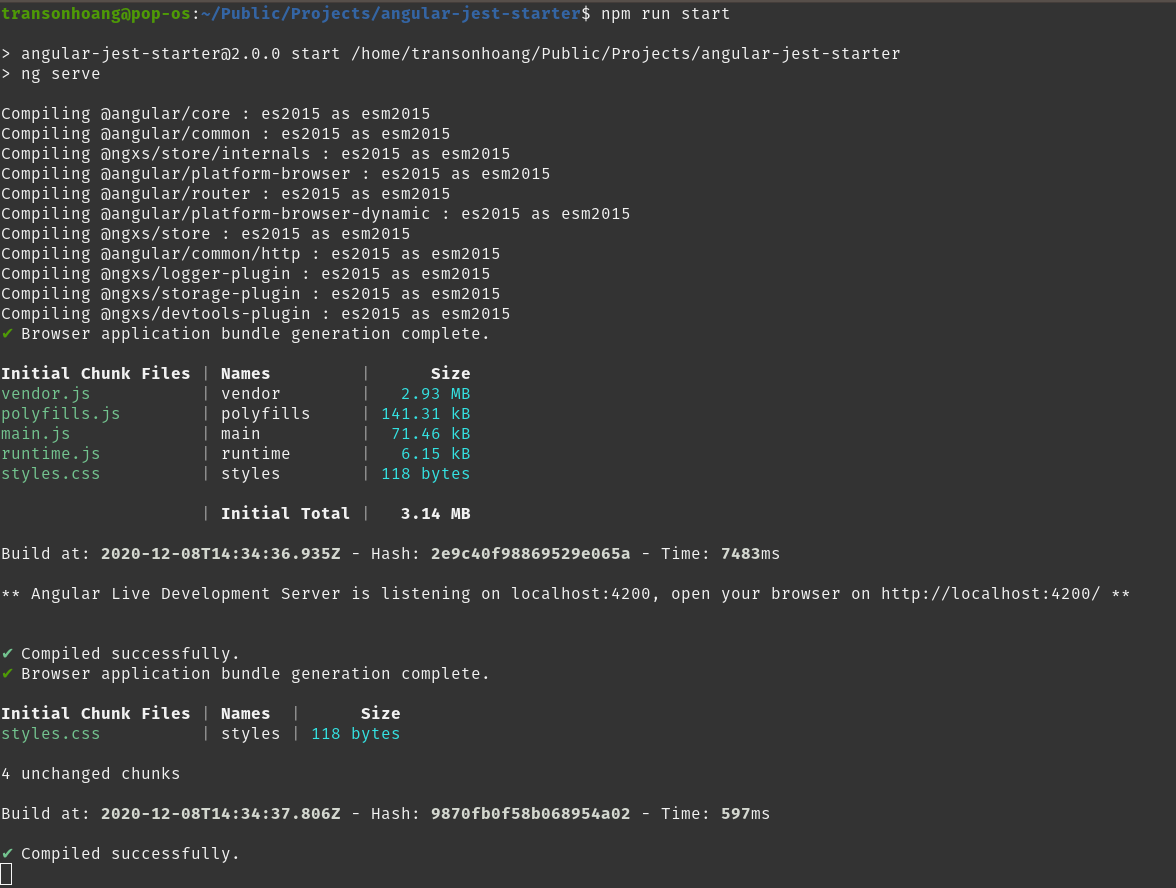 transonhoang@pop-os:~/Public/Projects/angular-jest-starter$ npm run start
> angular-jest-starter@2.0.0 start /home/transonhoang/Public/Projects/angular-jest-starter
> ng serve
Compiling @angular/core : es2015 as esm2015
Compiling @angular/common : es2015 as esm2015
Compiling @ngxs/store/internals : es2015 as esm2015
Compiling @angular/platform-browser : es2015 as esm2015
Compiling @angular/router : es2015 as esm2015
Compiling @angular/platform-browser-dynamic : es2015 as esm2015
Compiling @ngxs/store : es2015 as esm2015
Compiling @angular/common/http : es2015 as esm2015
Compiling @ngxs/logger-plugin : es2015 as esm2015
Compiling @ngxs/storage-plugin : es2015 as esm2015
Compiling @ngxs/devtools-plugin : es2015 as esm2015
✔ Browser application bundle generation complete.
Initial Chunk Files | Names         |      Size
vendor.js           | vendor        |   2.93 MB
polyfills.js        | polyfills     | 141.31 kB
main.js             | main          |  71.46 kB
runtime.js          | runtime       |   6.15 kB
styles.css          | styles        | 118 bytes
                    | Initial Total |   3.14 MB
Build at: 2020-12-08T14:34:36.935Z - Hash: 2e9c40f98869529e065a - Time: 7483ms
** Angular Live Development Server is listening on localhost:4200, open your browser on http://localhost:4200/ **
✔ Compiled successfully.
✔ Browser application bundle generation complete.
Initial Chunk Files | Names  |      Size
styles.css          | styles | 118 bytes
4 unchanged chunks
Build at: 2020-12-08T14:34:37.806Z - Hash: 9870fb0f58b068954a02 - Time: 597ms
✔ Compiled successfully.